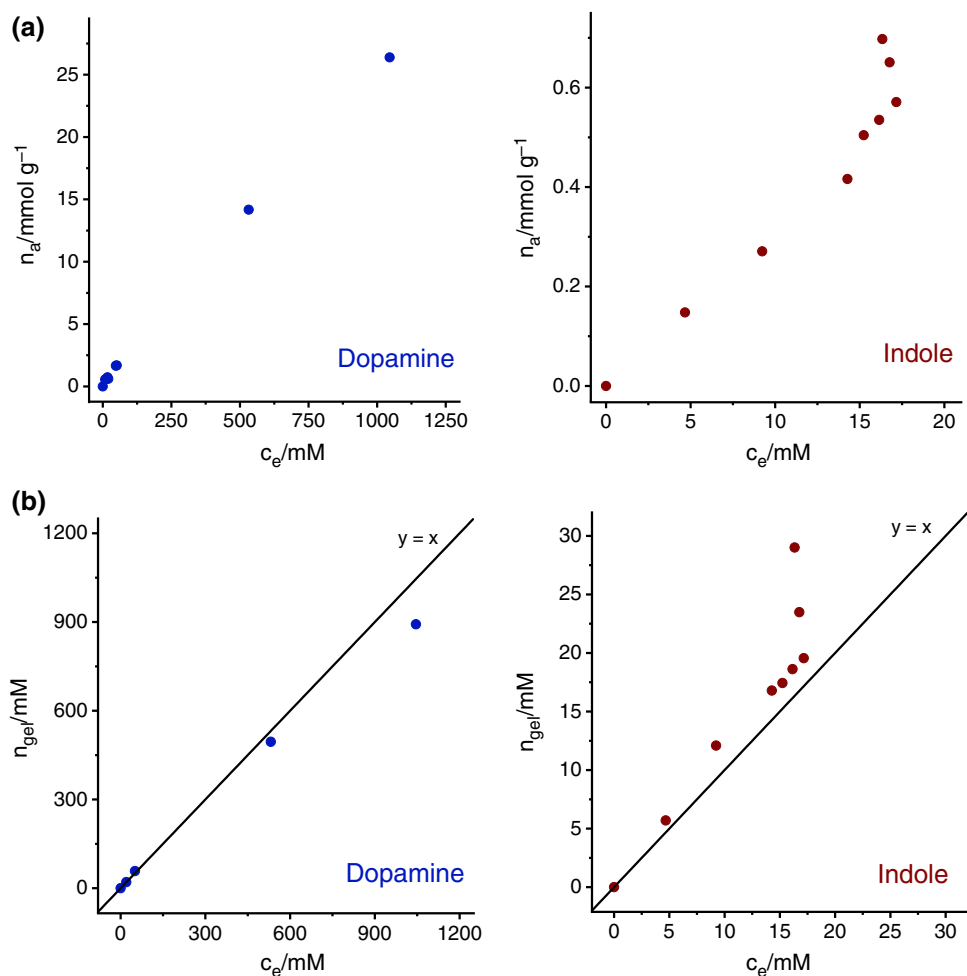 (a)
n_a/mmol g⁻¹
25
20
15
10
5
0
0 250 500 750 1000 1250
c_e/mM
Dopamine
n_a/mmol g⁻¹
0.6
0.4
0.2
0.0
0 5 10 15 20
c_e/mM
Indole
(b)
n_gel/mM
1200
900
600
300
0
0 300 600 900 1200
c_e/mM
y = x
Dopamine
n_gel/mM
30
25
20
15
10
5
0
0 5 10 15 20 25 30
c_e/mM
y = x
Indole